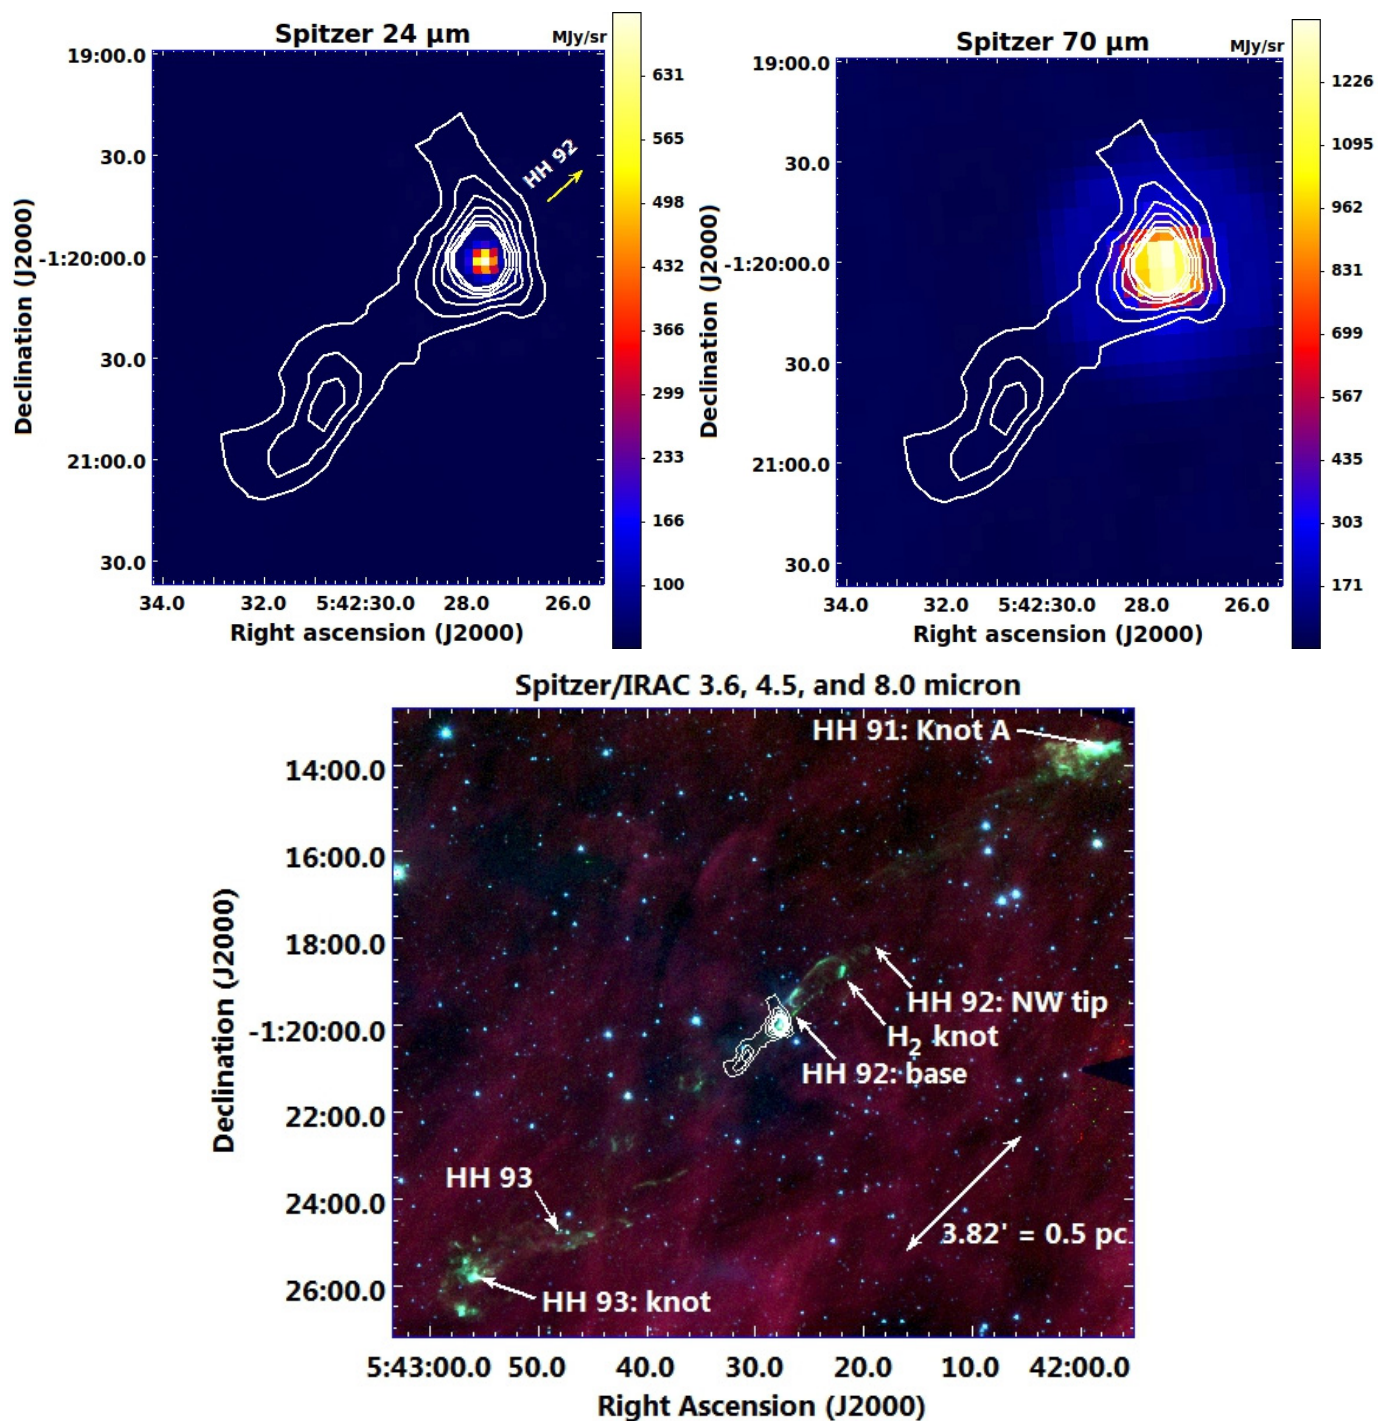 Spitzer 24 µm
MJy/sr
19:00.0
30.0
-1:20:00.0
30.0
21:00.0
30.0
Declination (J2000)
HH 92
34.0 32.0 5:42:30.0 28.0 26.0
Right ascension (J2000)
631
565
498
432
366
299
233
166
100
Spitzer 70 µm
MJy/sr
19:00.0
30.0
-1:20:00.0
30.0
21:00.0
30.0
Declination (J2000)
34.0 32.0 5:42:30.0 28.0 26.0
Right ascension (J2000)
1226
1095
962
831
699
567
435
303
171
Spitzer/IRAC 3.6, 4.5, and 8.0 micron
HH 91: Knot A
14:00.0
16:00.0
18:00.0
-1:20:00.0
22:00.0
24:00.0
26:00.0
Declination (J2000)
HH 92: NW tip
H2 knot
HH 92: base
HH 93
3.82' = 0.5 pc
HH 93: knot
5:43:00.0 50.0 40.0 30.0 20.0 10.0 42:00.0
Right Ascension (J2000)